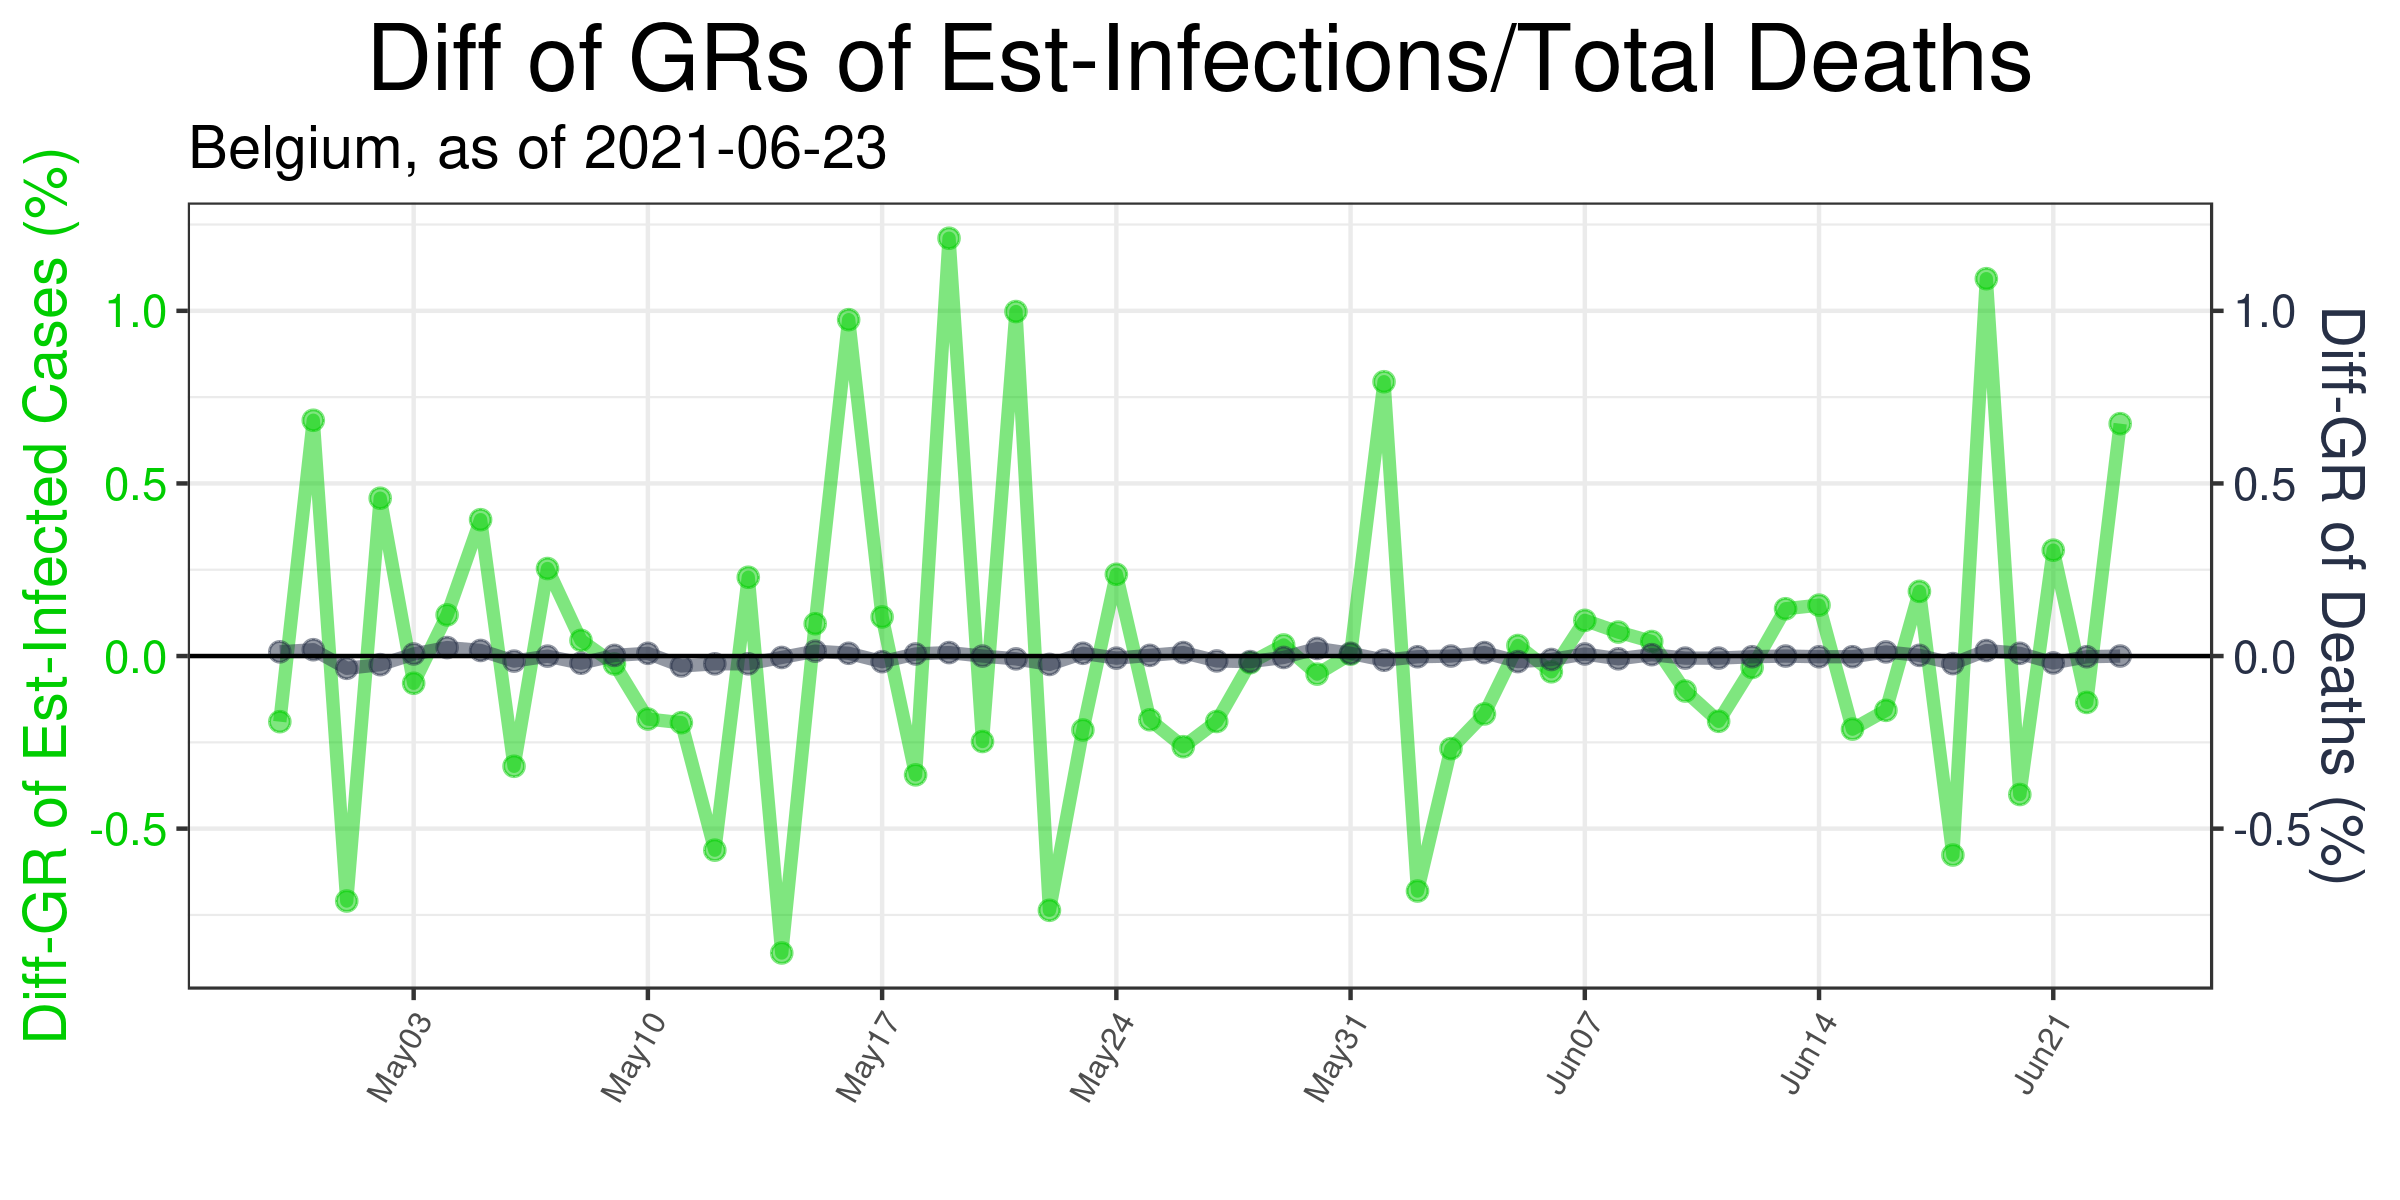 Diff of GRs of Est-Infections/Total Deaths
Belgium, as of 2021-06-23
Diff-GR of Est-Infected Cases (%)
1.0
0.5
0.0
-0.5
1.0
0.5
0.0
-0.5
Diff-GR of Deaths (%)
May03
May10
May17
May24
May31
Jun07
Jun14
Jun21